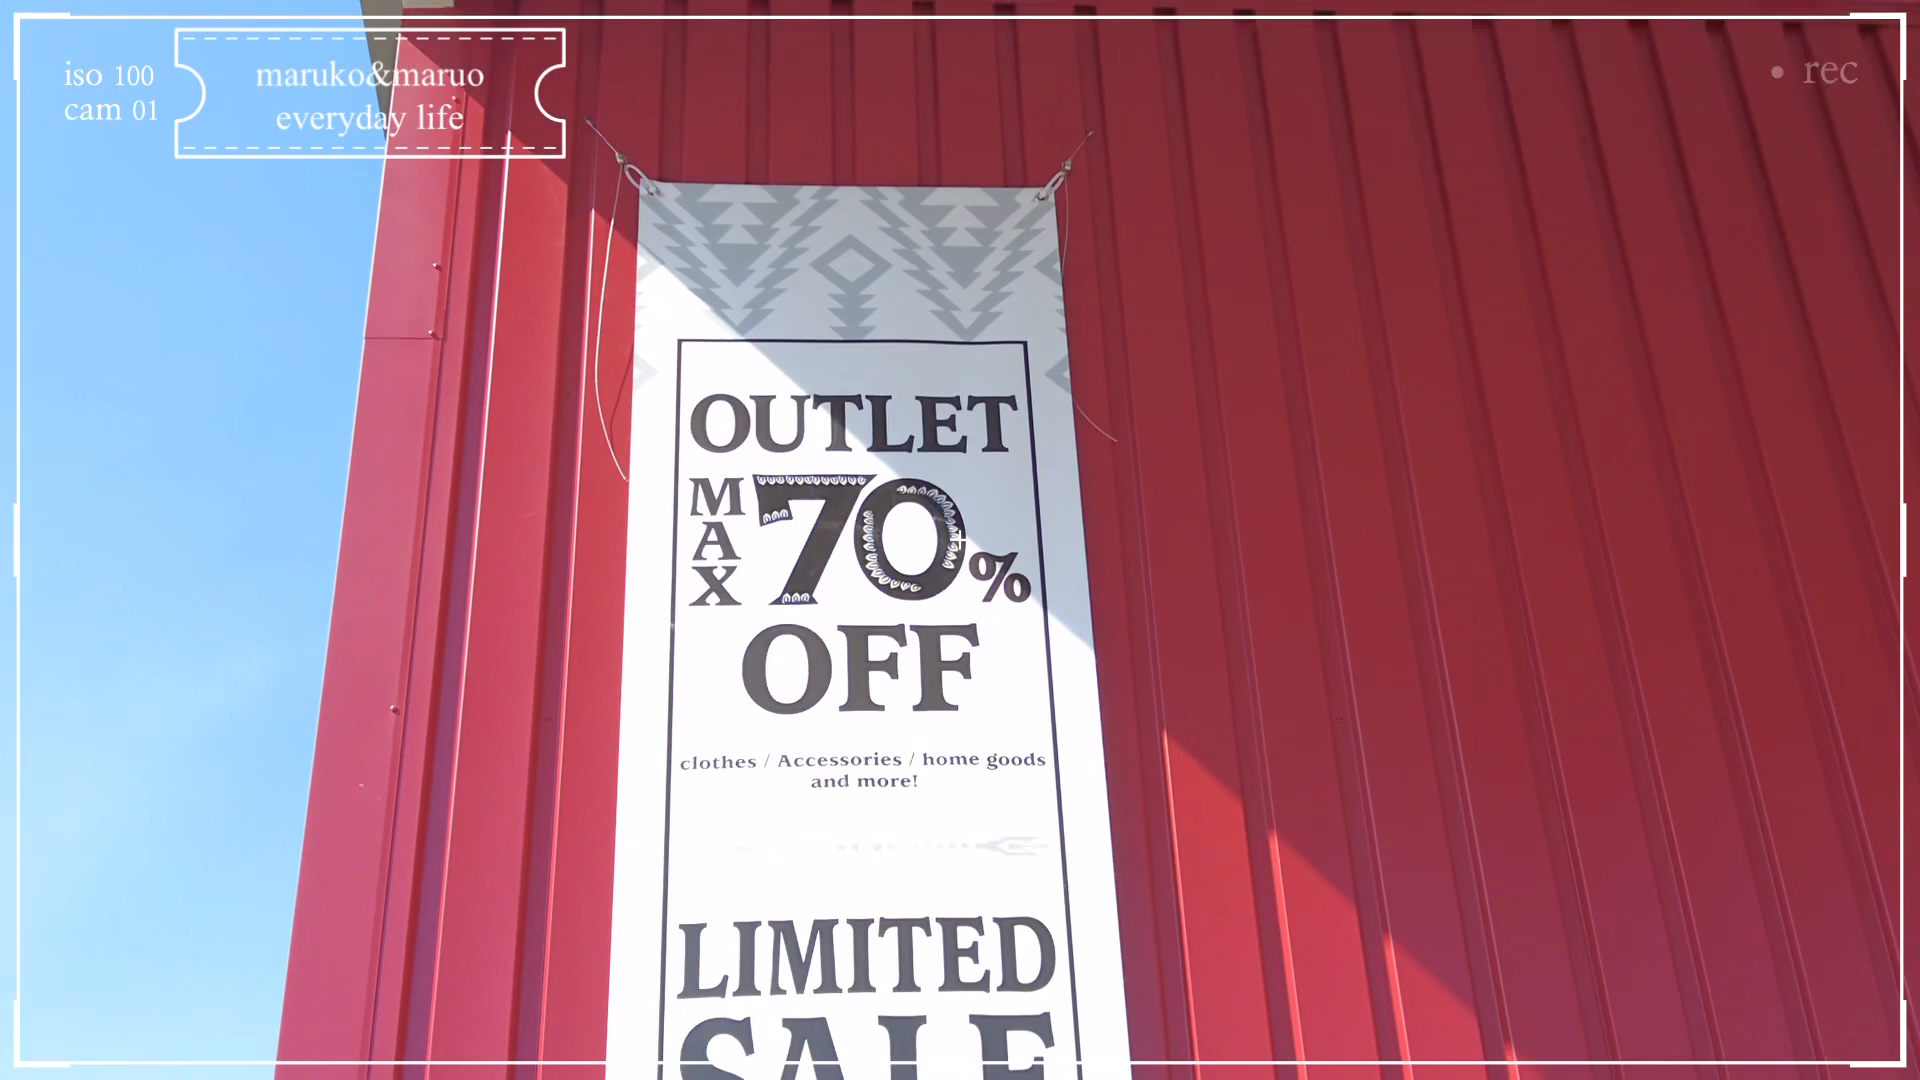 iso 100
cam 01
maruko&maruo
everyday life
• rec
OUTLET
MAX 70%
OFF
clothes / Accessories / home goods
and more!
LIMITED
SALE